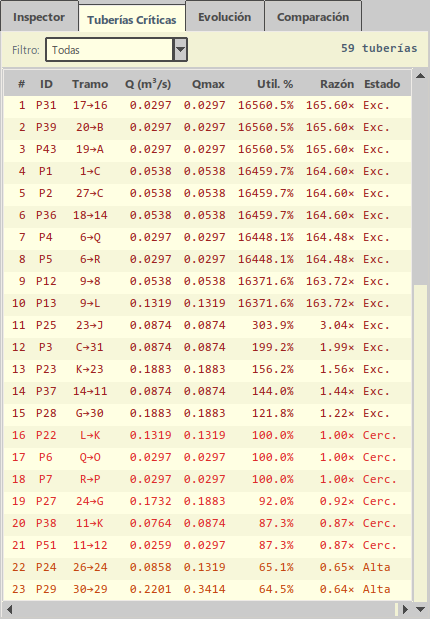 Inspector Tuberías Críticas Evolución Comparación
Filtro: Todas 59 tuberías
# ID Tramo Q (m³/s) Qmax Util. % Razón Estado
1 P31 17→16 0.0297 0.0297 16560.5% 165.60× Exc.
2 P39 20→B 0.0297 0.0297 16560.5% 165.60× Exc.
3 P43 19→A 0.0297 0.0297 16560.5% 165.60× Exc.
4 P1 1→C 0.0538 0.0538 16459.7% 164.60× Exc.
5 P2 27→C 0.0538 0.0538 16459.7% 164.60× Exc.
6 P36 18→14 0.0538 0.0538 16459.7% 164.60× Exc.
7 P4 6→Q 0.0297 0.0297 16448.1% 164.48× Exc.
8 P5 6→R 0.0297 0.0297 16448.1% 164.48× Exc.
9 P12 9→8 0.0538 0.0538 16371.6% 163.72× Exc.
10 P13 9→L 0.1319 0.1319 16371.6% 163.72× Exc.
11 P25 23→J 0.0874 0.0874 303.9% 3.04× Exc.
12 P3 C→31 0.0874 0.0874 199.2% 1.99× Exc.
13 P23 K→23 0.1883 0.1883 156.2% 1.56× Exc.
14 P37 14→11 0.0874 0.0874 144.0% 1.44× Exc.
15 P28 G→30 0.1883 0.1883 121.8% 1.22× Exc.
16 P22 L→K 0.1319 0.1319 100.0% 1.00× Cerc.
17 P6 Q→O 0.0297 0.0297 100.0% 1.00× Cerc.
18 P7 R→P 0.0297 0.0297 100.0% 1.00× Cerc.
19 P27 24→G 0.1732 0.1883 92.0% 0.92× Cerc.
20 P38 11→K 0.0764 0.0874 87.3% 0.87× Cerc.
21 P51 11→12 0.0259 0.0297 87.3% 0.87× Cerc.
22 P24 26→24 0.0858 0.1319 65.1% 0.65× Alta
23 P29 30→29 0.2201 0.3414 64.5% 0.64× Alta